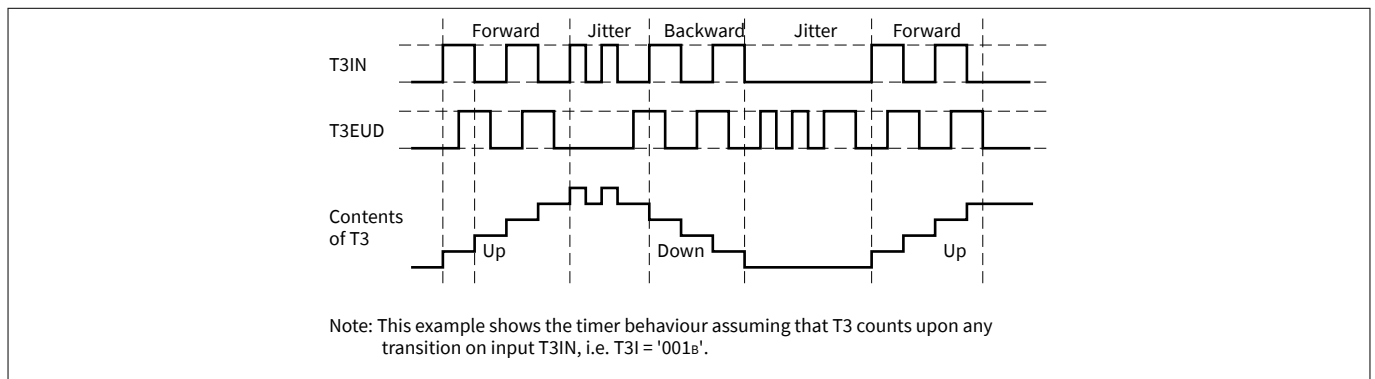 Forward Jitter Backward Jitter Forward
T3IN
T3EUD
Contents
of T3
Up Down Up
Note: This example shows the timer behaviour assuming that T3 counts upon any
transition on input T3IN, i.e. T3I = '001B'.